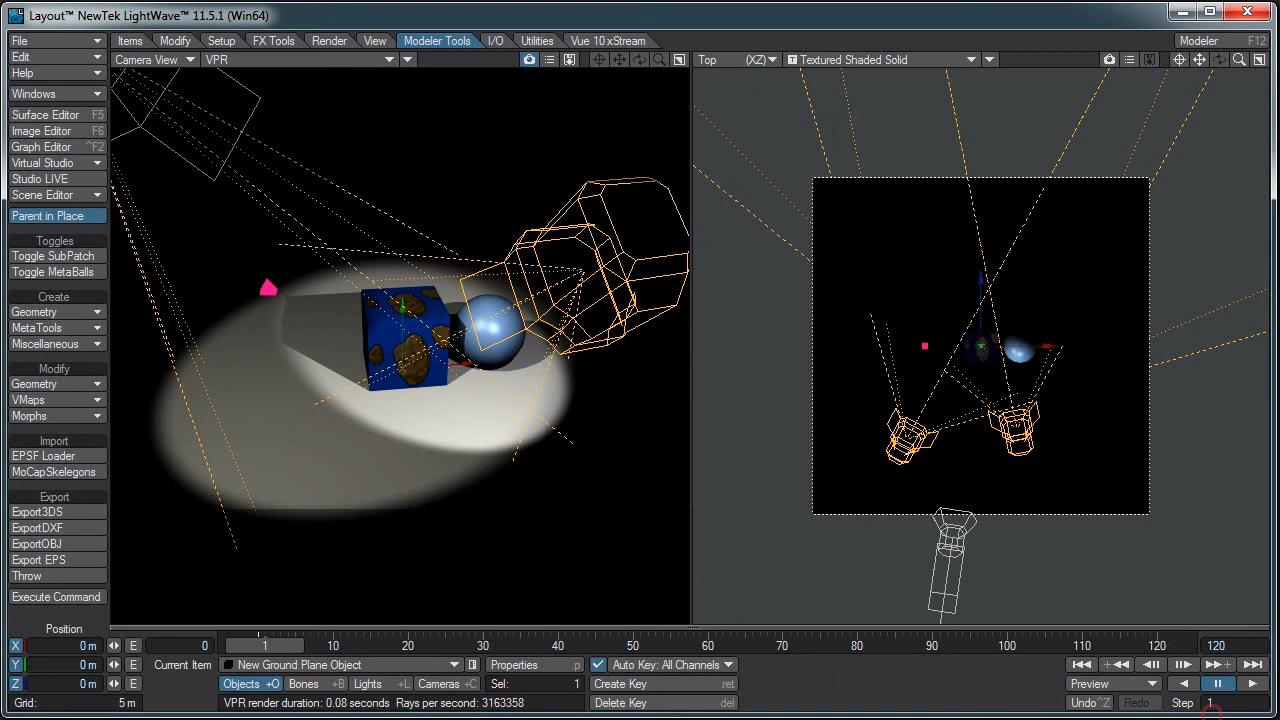 Layout™ NewTek LightWave™ 11.5.1 (Win64)
File Items Modify Setup FX Tools Render View Modeler Tools I/O Utilities Vue 10 xStream Modeler F12
Edit
Camera View VPR Top (XZ) Textured Shaded Solid
Help
Windows
Surface Editor F5
Image Editor F6
Graph Editor ^F2
Virtual Studio
Studio LIVE
Scene Editor
Parent in Place
Toggles
Toggle SubPatch
Toggle MetaBalls
Create
Geometry
MetaTools
Miscellaneous
Modify
Geometry
VMaps
Morphs
Import
EPSF Loader
MoCapSkelegons
Export
Export3DS
ExportDXF
ExportOBJ
Export EPS
Throw
Execute Command
Position
X 0 m E 0 1 10 20 30 40 50 60 70 80 90 100 110 120 120
Y 0 m E Current Item New Ground Plane Object Properties p Auto Key: All Channels
Z 0 m E Objects +O Bones +B Lights +L Cameras +C Sel: 1 Create Key ret Preview
Grid: 5 m VPR render duration: 0.08 seconds Rays per second: 3163358 Delete Key del Undo ^Z Redo Step 1